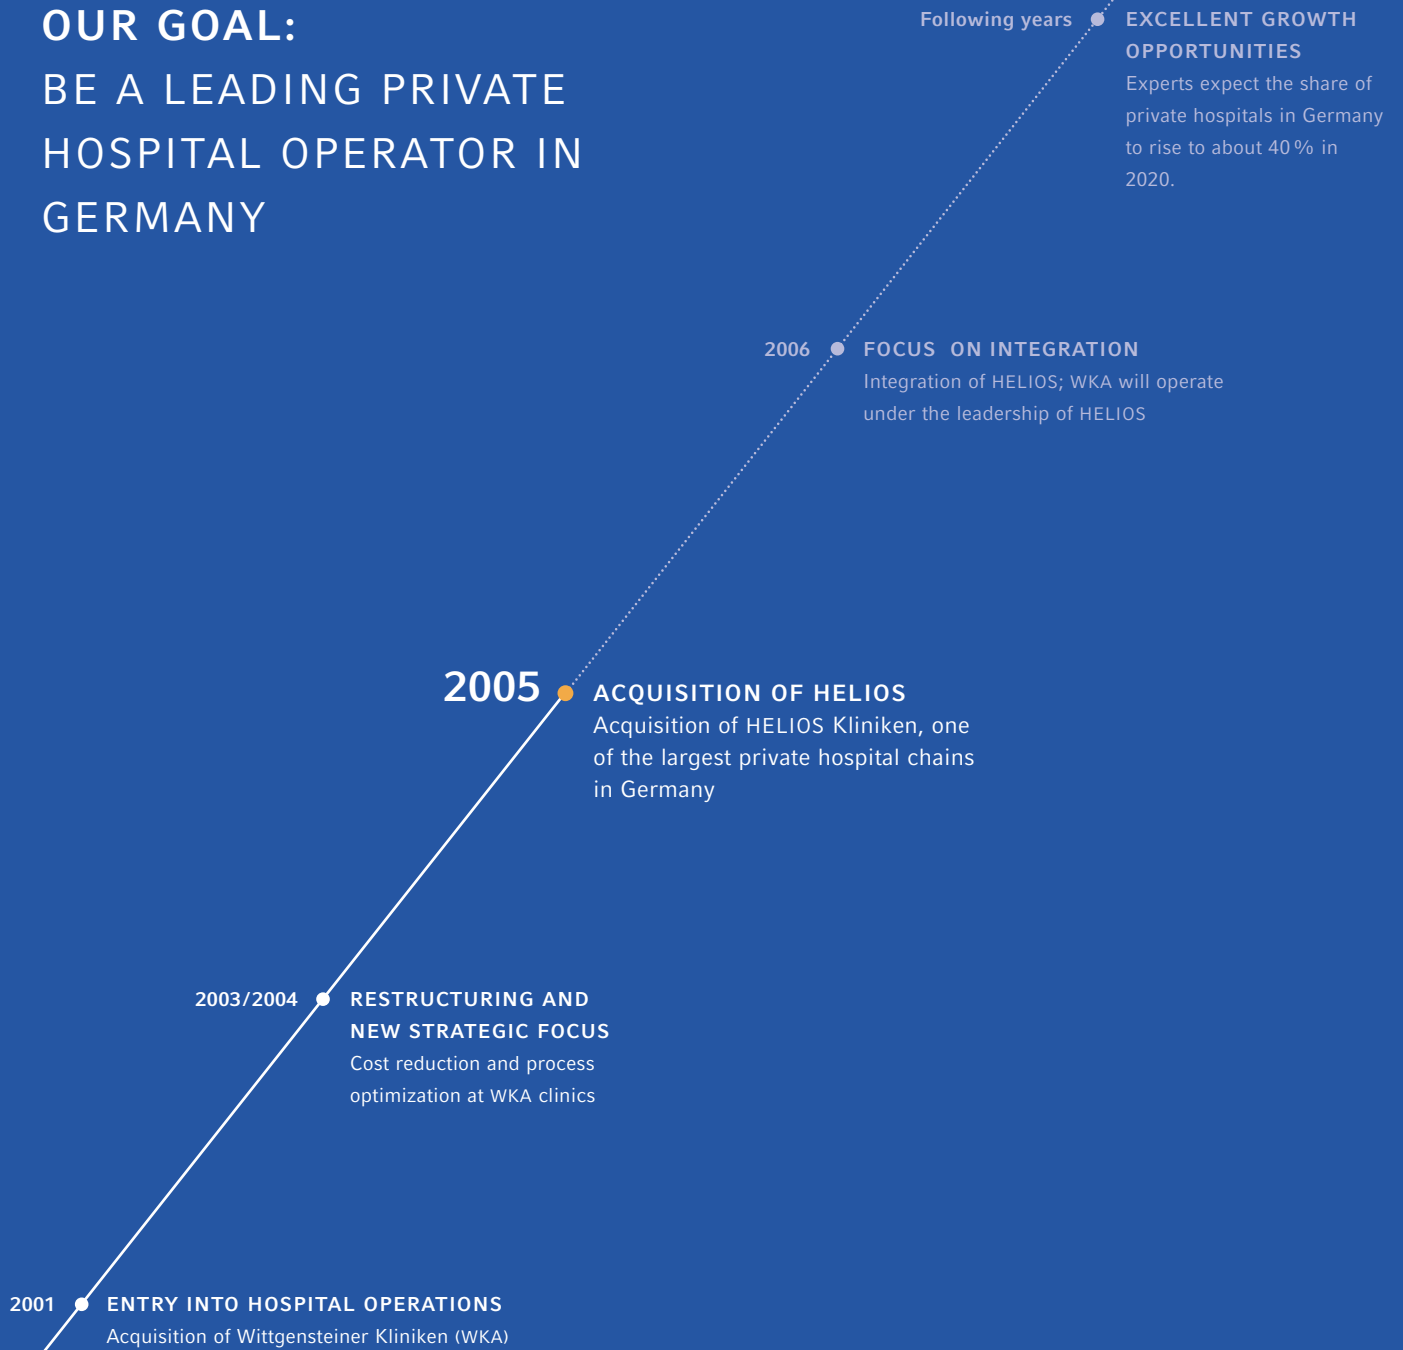 OUR GOAL:
BE A LEADING PRIVATE
HOSPITAL OPERATOR IN
GERMANY
Following years
EXCELLENT GROWTH
OPPORTUNITIES
Experts expect the share of
private hospitals in Germany
to rise to about 40 % in
2020.
2006
FOCUS ON INTEGRATION
Integration of HELIOS; WKA will operate
under the leadership of HELIOS
2005
ACQUISITION OF HELIOS
Acquisition of HELIOS Kliniken, one
of the largest private hospital chains
in Germany
2003/2004
RESTRUCTURING AND
NEW STRATEGIC FOCUS
Cost reduction and process
optimization at WKA clinics
2001
ENTRY INTO HOSPITAL OPERATIONS
Acquisition of Wittgensteiner Kliniken (WKA)